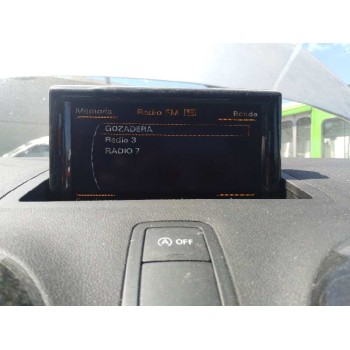 Memoria Radio FM Banda
GOZADERA
Radio 3
RADIO 7
A OFF